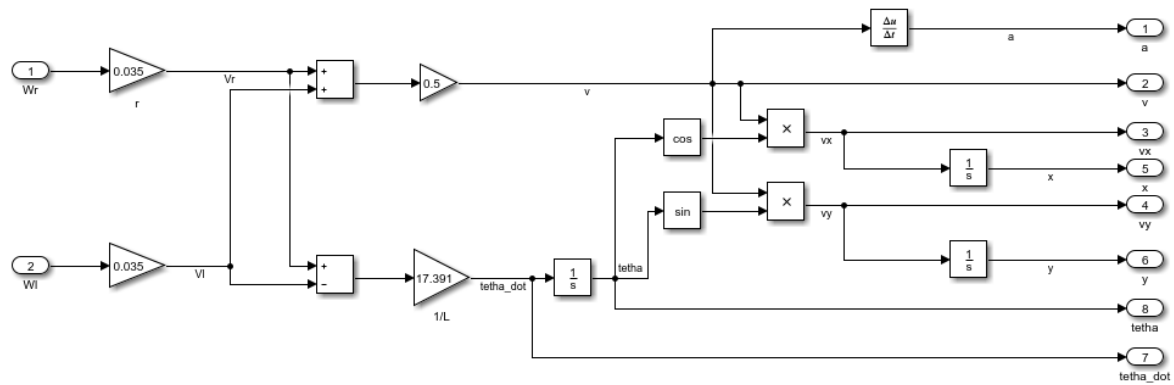 Δu
Δt
a
1
a
1
Wr
0.035
r
Vr
+
+
0.5
v
2
v
cos
×
vx
3
vx
1
s
x
5
x
sin
×
vy
4
vy
2
Wl
0.035
Vl
+
−
17.391
1/L
tetha_dot
1
s
tetha
1
s
y
6
y
8
tetha
7
tetha_dot